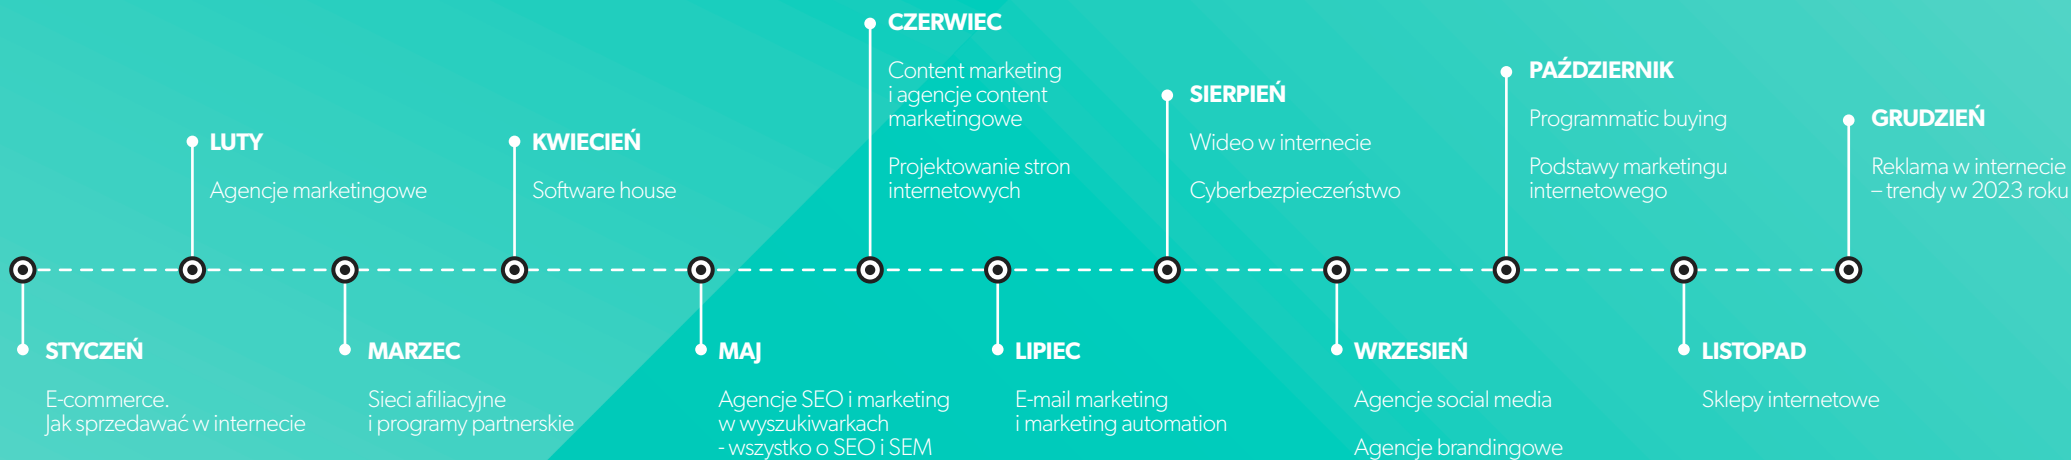 STYCZEŃ
E-commerce.
Jak sprzedawać w internecie
LUTY
Agencje marketingowe
MARZEC
Sieci afiliacyjne
i programy partnerskie
KWIECIEŃ
Software house
MAJ
Agencje SEO i marketing
w wyszukiwarkach
- wszystko o SEO i SEM
CZERWIEC
Content marketing
i agencje content
marketingowe
Projektowanie stron
internetowych
LIPIEC
E-mail marketing
i marketing automation
SIERPIEŃ
Wideo w internecie
Cyberbezpieczeństwo
WRZESIEŃ
Agencje social media
Agencje brandingowe
PAŹDZIERNIK
Programmatic buying
Podstawy marketingu
internetowego
LISTOPAD
Sklepy internetowe
GRUDZIEŃ
Reklama w internecie
– trendy w 2023 roku